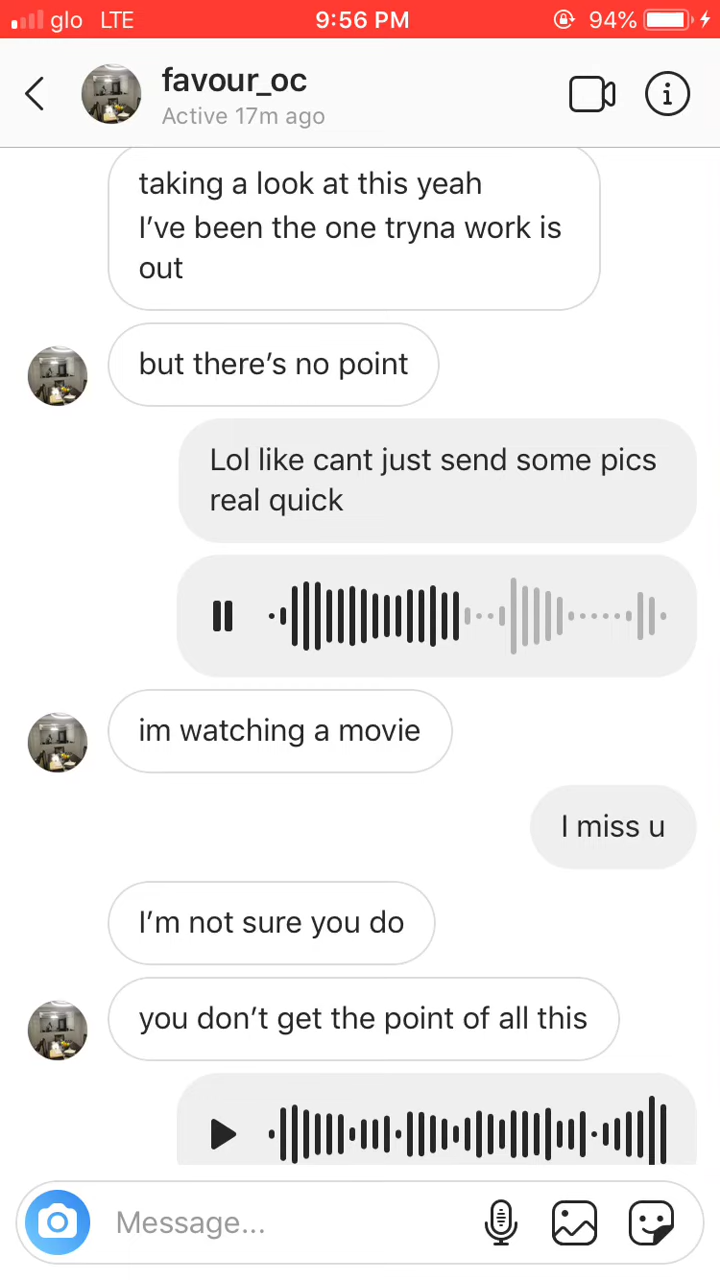 glo LTE 9:56 PM 94%
favour_oc
Active 17m ago
taking a look at this yeah
I’ve been the one tryna work is
out
but there’s no point
Lol like cant just send some pics
real quick
im watching a movie
I miss u
I’m not sure you do
you don’t get the point of all this
Message...